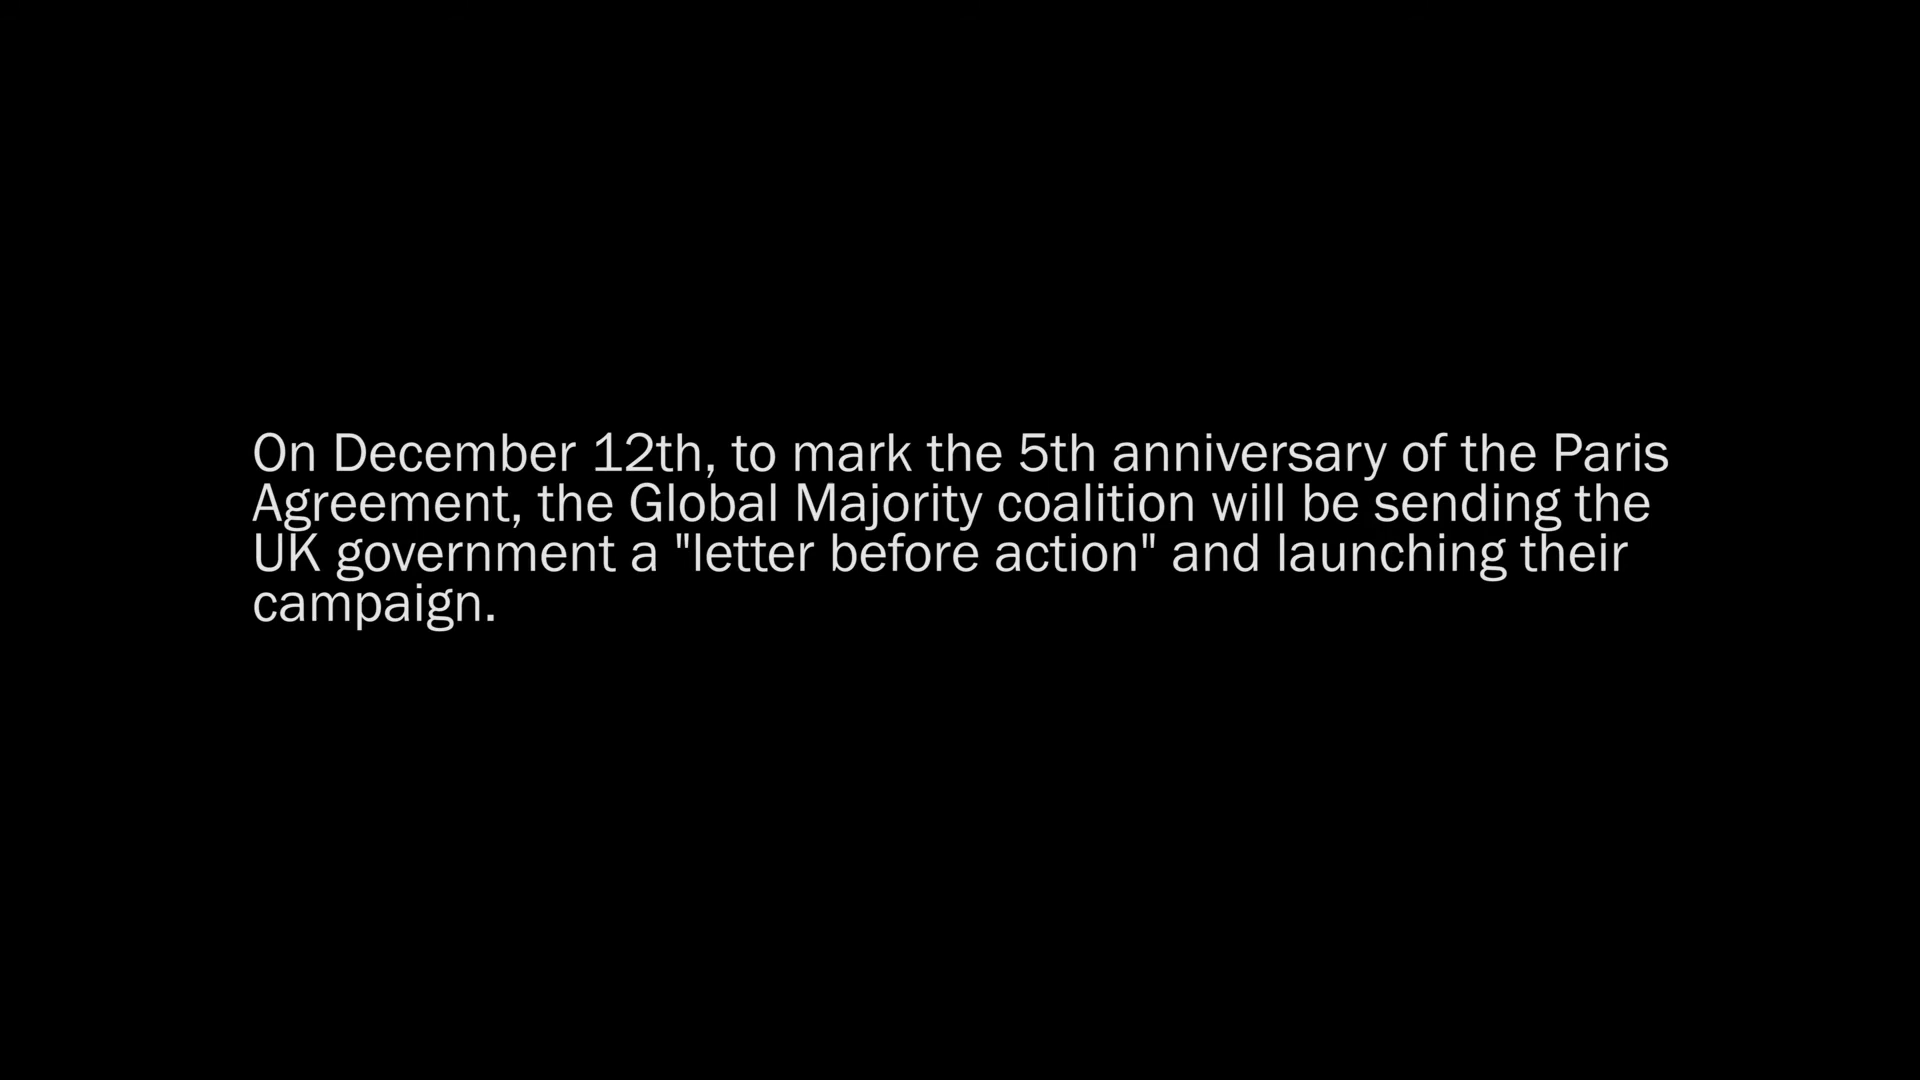 On December 12th, to mark the 5th anniversary of the Paris
Agreement, the Global Majority coalition will be sending the
UK government a "letter before action" and launching their
campaign.